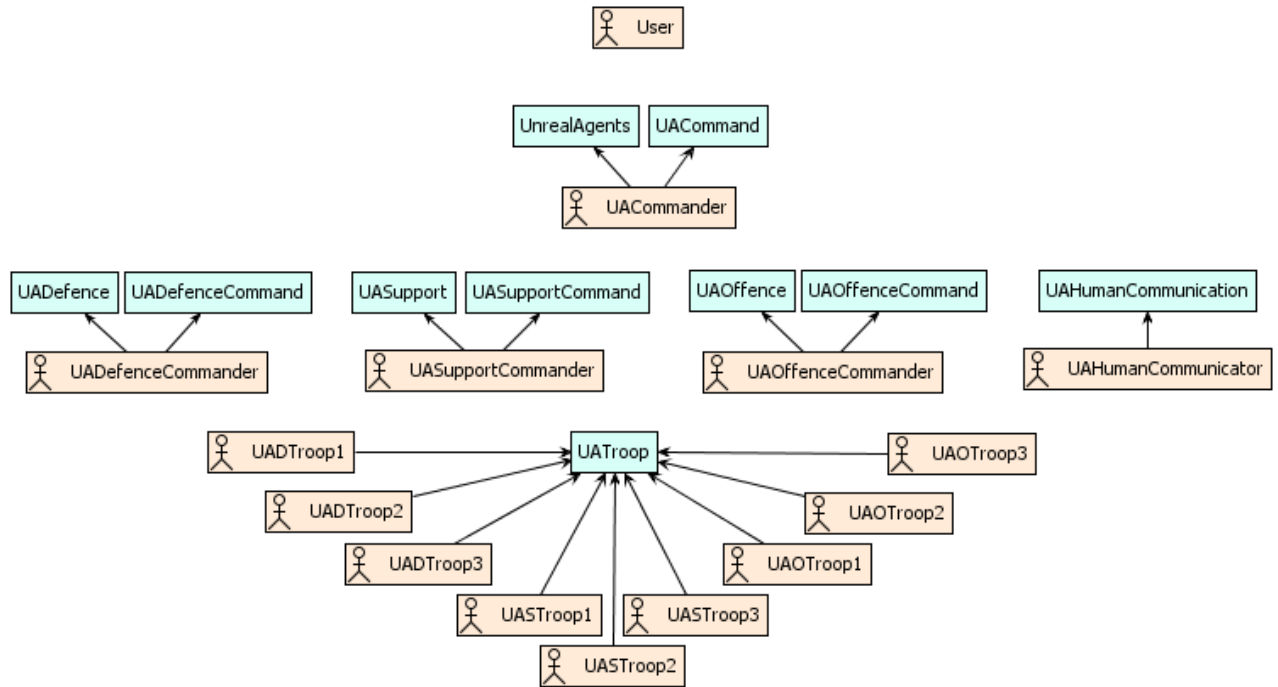 User
UnrealAgents
UACommand
UACommander
UADefence
UADefenceCommand
UASupport
UASupportCommand
UAOffence
UAOffenceCommand
UAHumanCommunication
UADefenceCommander
UASupportCommander
UAOffenceCommander
UAHumanCommunicator
UADTroop1
UATroop
UAOTroop3
UADTroop2
UAOTroop2
UADTroop3
UAOTroop1
UASTroop1
UASTroop3
UASTroop2